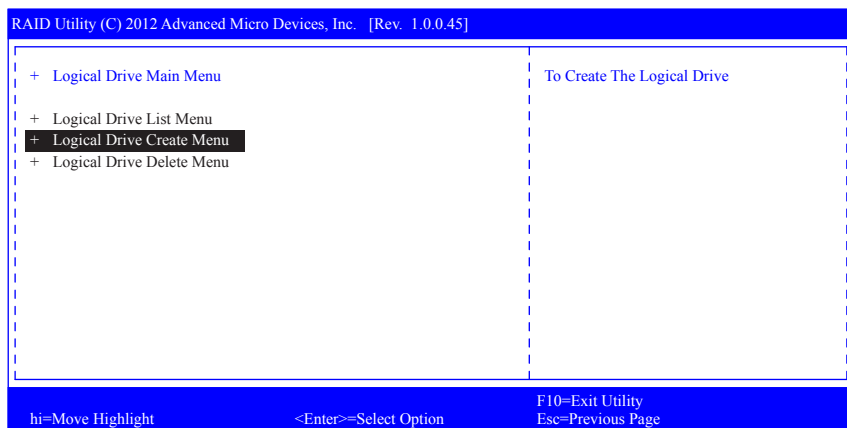 RAID Utility (C) 2012 Advanced Micro Devices, Inc. [Rev. 1.0.0.45]
+ Logical Drive Main Menu
To Create The Logical Drive
+ Logical Drive List Menu
+ Logical Drive Create Menu
+ Logical Drive Delete Menu
F10=Exit Utility
hi=Move Highlight <Enter>=Select Option Esc=Previous Page